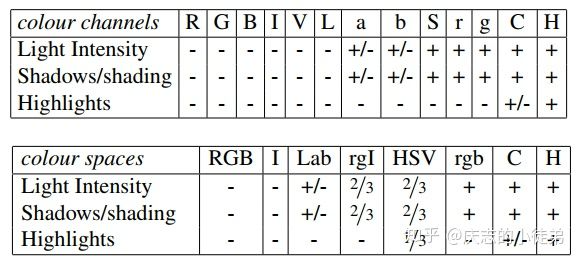 colour channels R G B I V L a b S r g C H
Light Intensity - - - - - - +/- +/- + + + + +
Shadows/shading - - - - - - +/- +/- + + + + +
Highlights - - - - - - - - - - - +/- +
colour spaces RGB I Lab rgI HSV rgb C H
Light Intensity - - +/- 2/3 2/3 + + +
Shadows/shading - - +/- 2/3 2/3 + + +
Highlights - - - - 1/3 - +/- +
知乎 @庆志的小徒弟